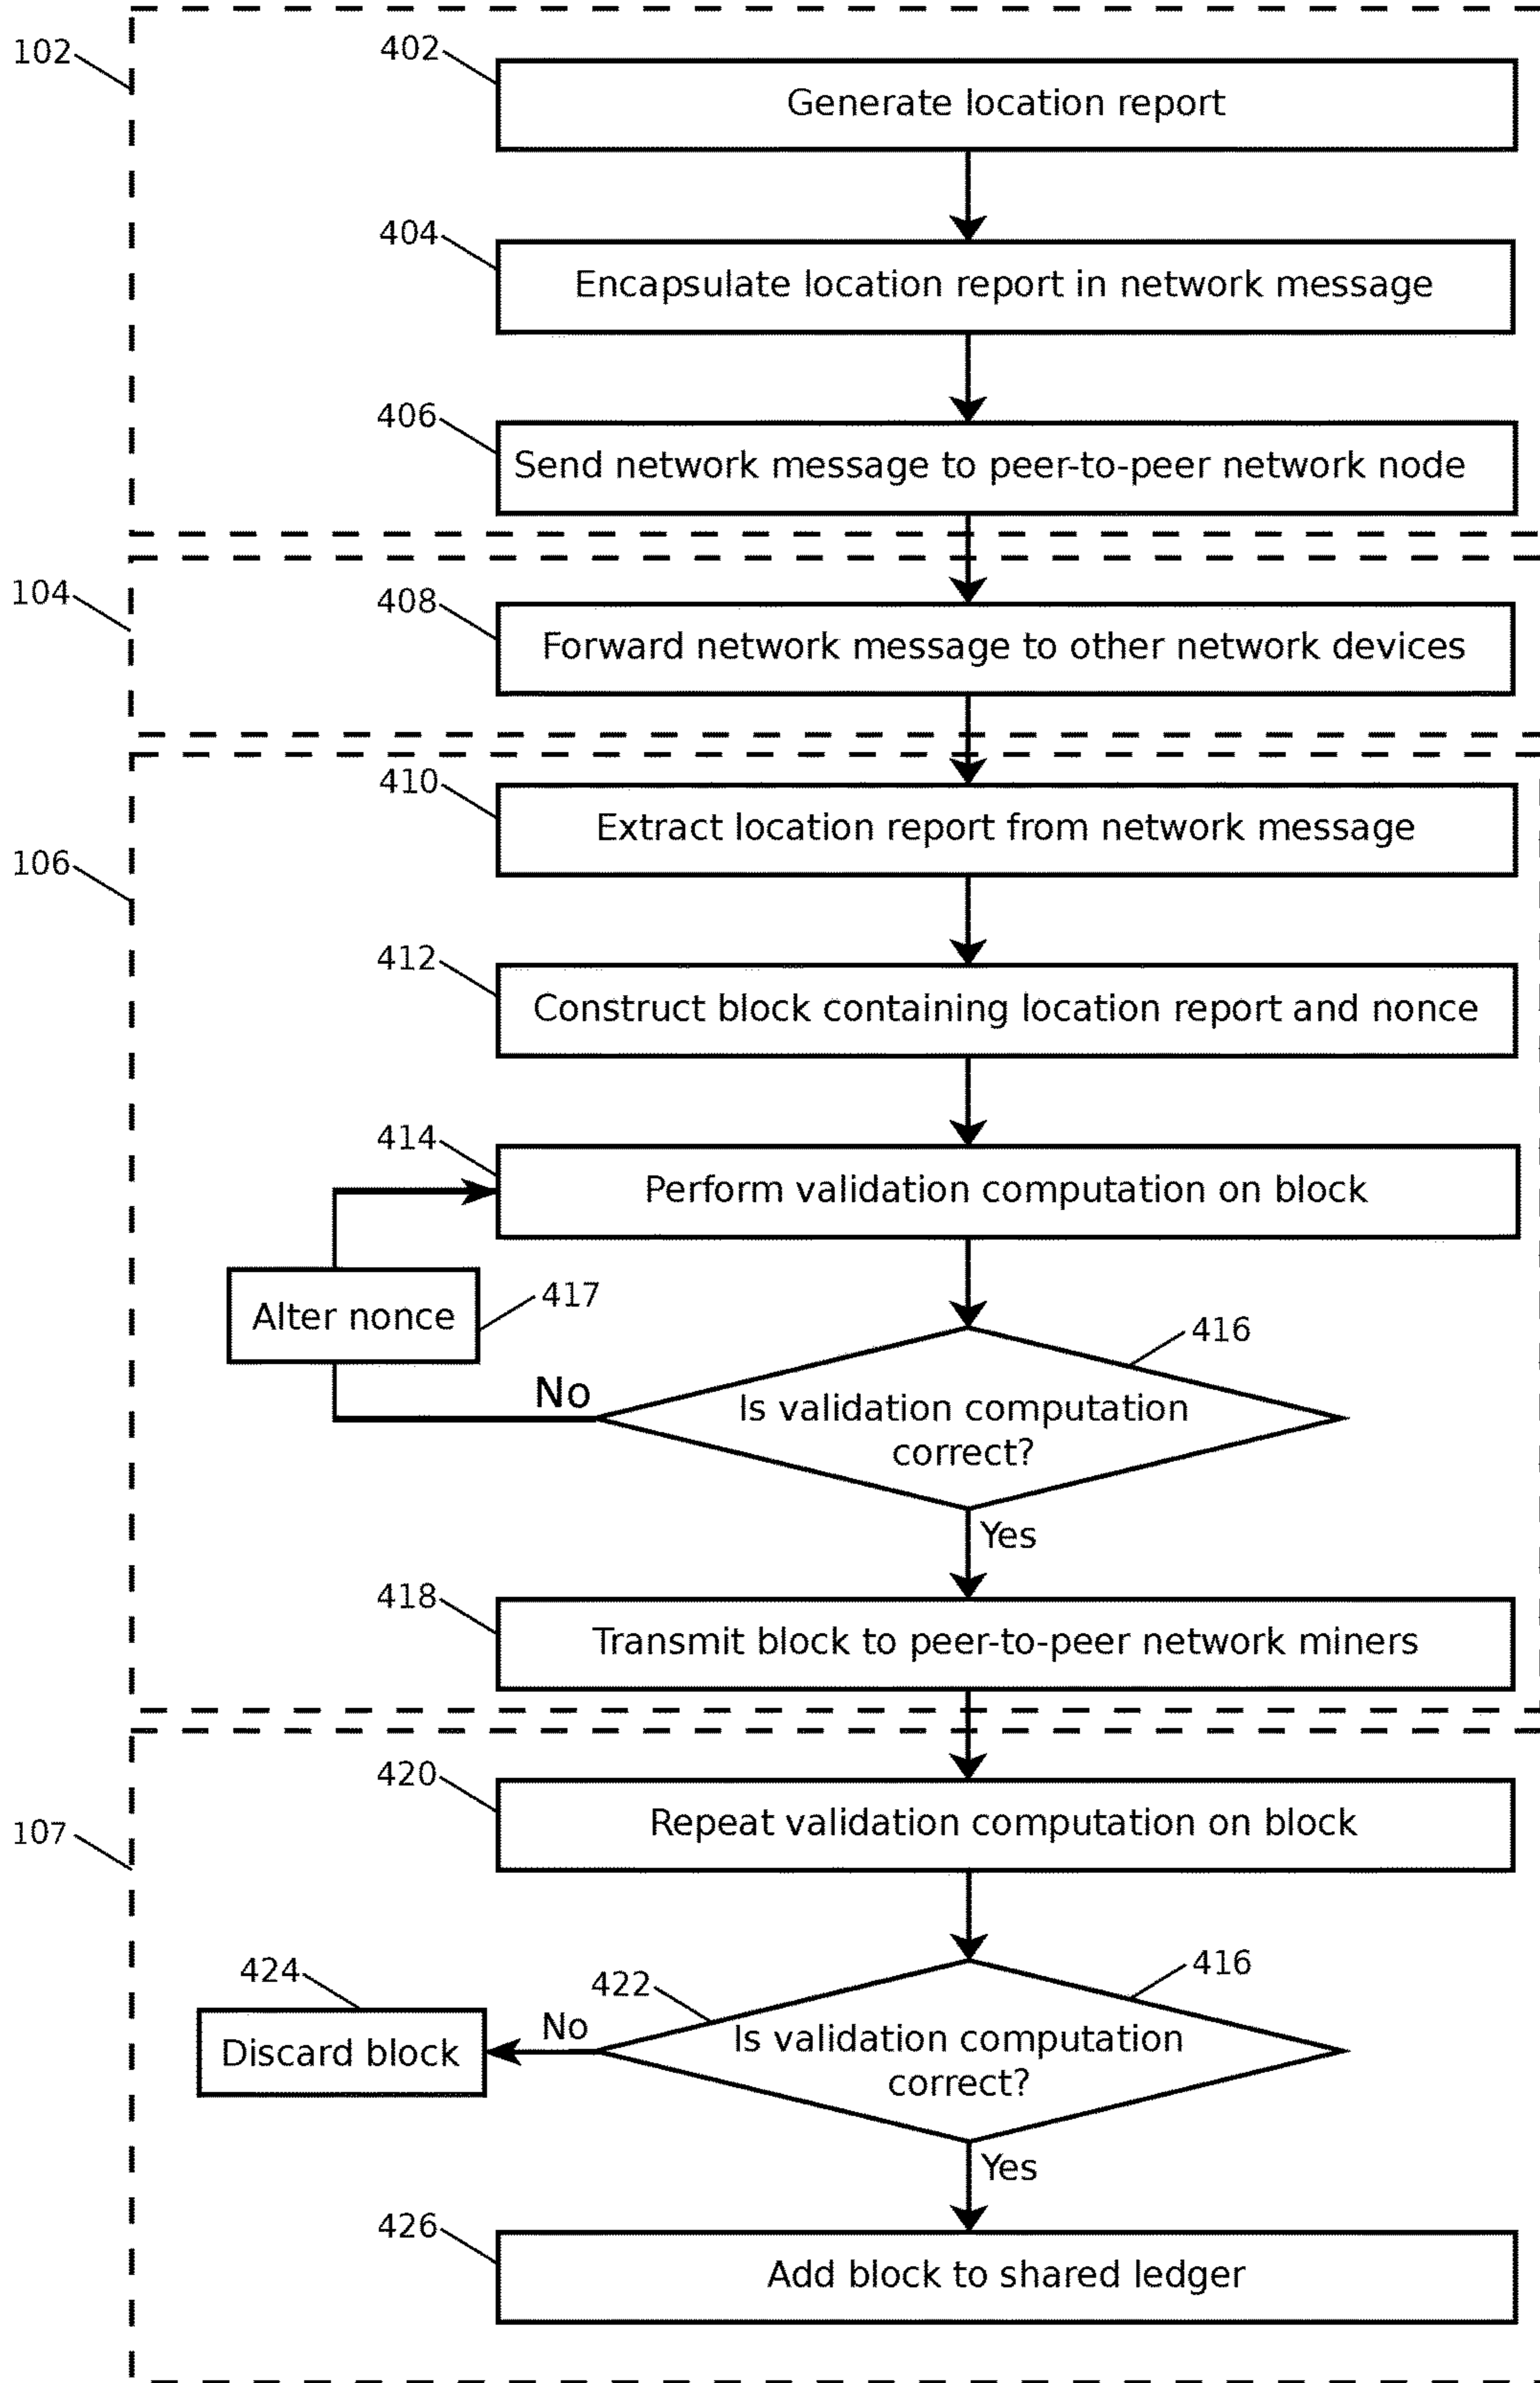 102
402
Generate location report
404
Encapsulate location report in network message
406
Send network message to peer-to-peer network node
104
408
Forward network message to other network devices
410
Extract location report from network message
106
412
Construct block containing location report and nonce
414
Perform validation computation on block
Alter nonce
417
416
No
Is validation computation
correct?
Yes
418
Transmit block to peer-to-peer network miners
420
Repeat validation computation on block
107
424
422
416
Discard block
No
Is validation computation
correct?
Yes
426
Add block to shared ledger